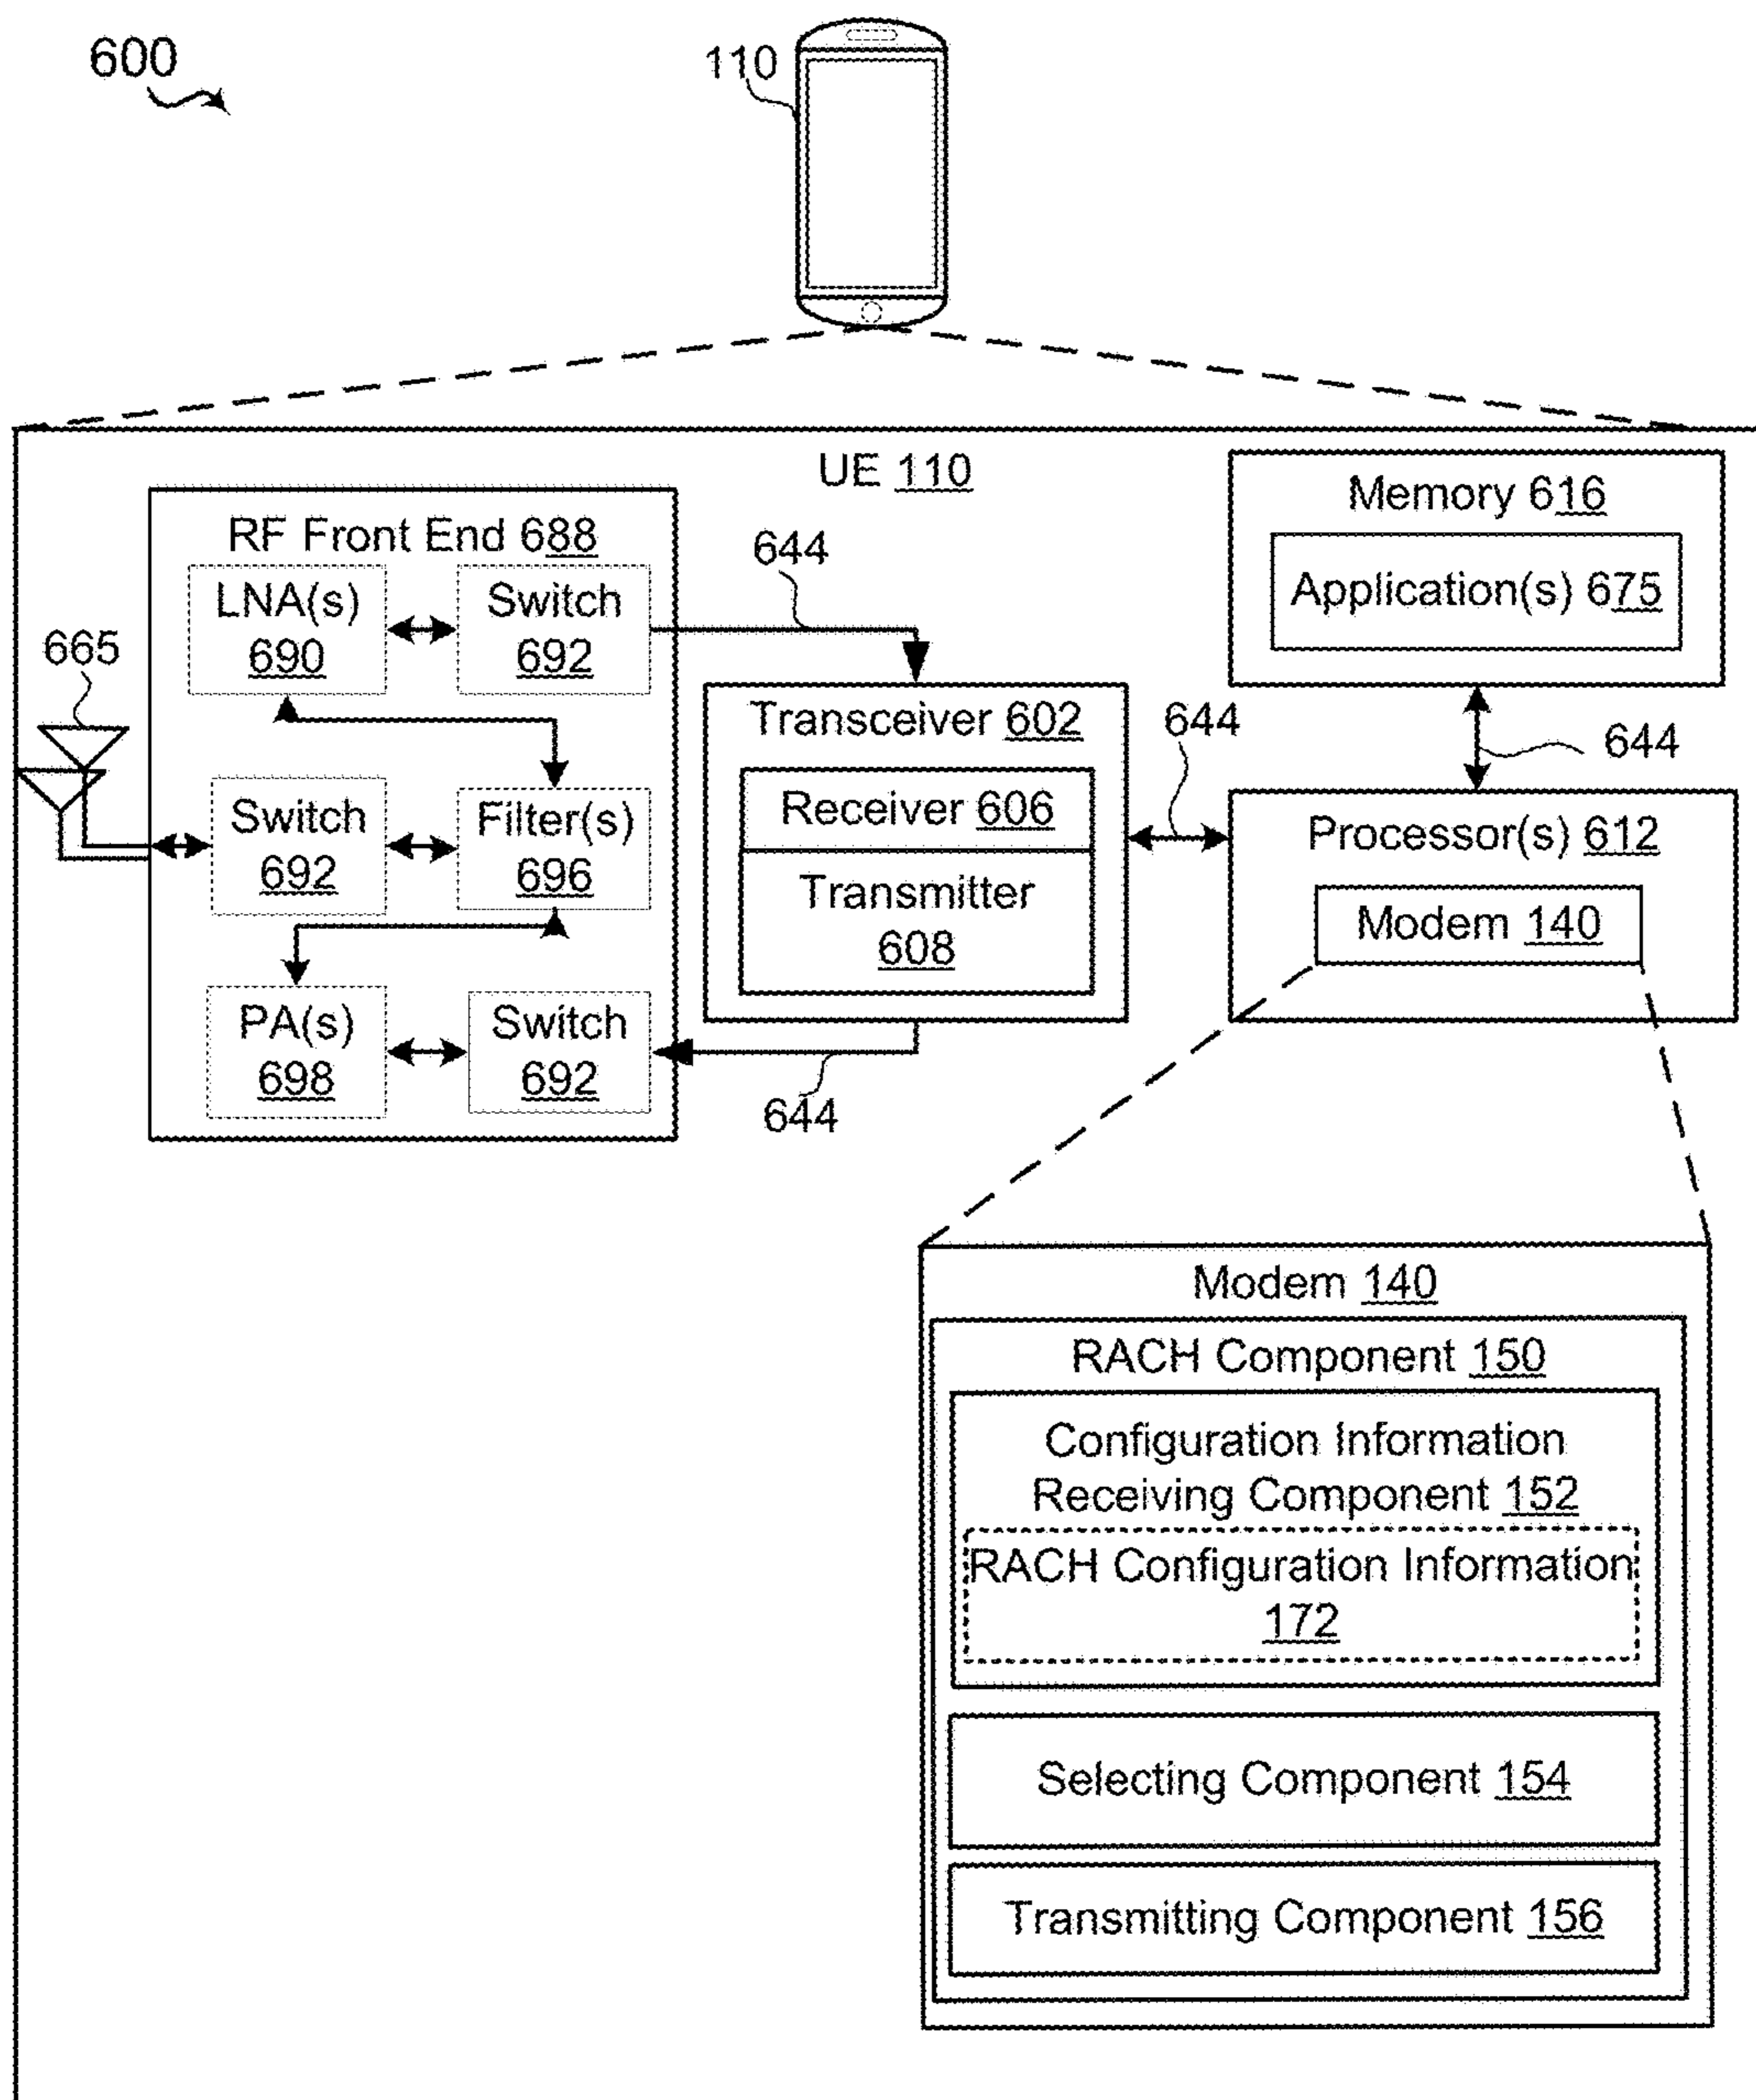 600
110
UE 110
RF Front End 688
LNA(s)
690
Switch
692
644
665
Switch
692
Filter(s)
696
PA(s)
698
Switch
692
644
Transceiver 602
Receiver 606
Transmitter
608
644
Memory 616
Application(s) 675
644
Processor(s) 612
Modem 140
Modem 140
RACH Component 150
Configuration Information
Receiving Component 152
RACH Configuration Information
172
Selecting Component 154
Transmitting Component 156